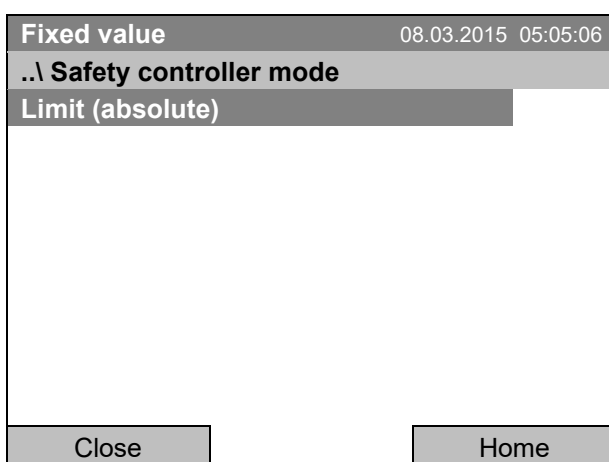 Fixed value 08.03.2015 05:05:06
..\ Safety controller mode
Limit (absolute)
Close Home